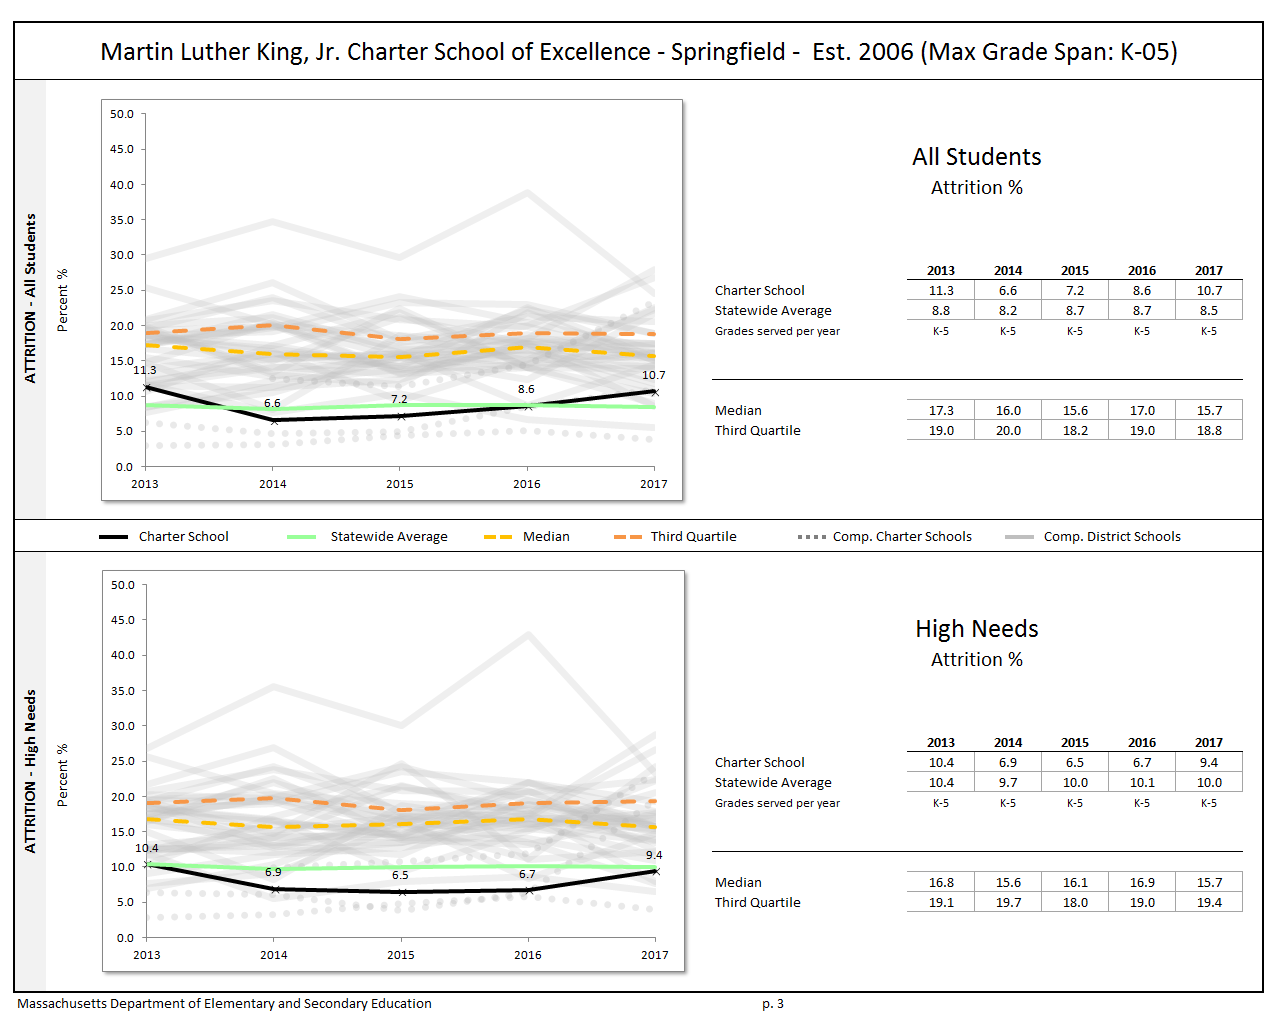 Martin Luther King, Jr. Charter School of Excellence - Springfield -  Est. 2006 (Max Grade Span: K-05)
ATTRITION - All Students
Percent %
50.0
45.0
40.0
35.0
30.0
25.0
20.0
15.0
10.0
5.0
0.0
11.3
6.6
7.2
8.6
10.7
2013 2014 2015 2016 2017
All Students
Attrition %
2013 2014 2015 2016 2017
Charter School 11.3 6.6 7.2 8.6 10.7
Statewide Average 8.8 8.2 8.7 8.7 8.5
Grades served per year K-5 K-5 K-5 K-5 K-5
Median 17.3 16.0 15.6 17.0 15.7
Third Quartile 19.0 20.0 18.2 19.0 18.8
Charter School Statewide Average Median Third Quartile Comp. Charter Schools Comp. District Schools
ATTRITION - High Needs
Percent %
50.0
45.0
40.0
35.0
30.0
25.0
20.0
15.0
10.0
5.0
0.0
10.4
6.9
6.5
6.7
9.4
2013 2014 2015 2016 2017
High Needs
Attrition %
2013 2014 2015 2016 2017
Charter School 10.4 6.9 6.5 6.7 9.4
Statewide Average 10.4 9.7 10.0 10.1 10.0
Grades served per year K-5 K-5 K-5 K-5 K-5
Median 16.8 15.6 16.1 16.9 15.7
Third Quartile 19.1 19.7 18.0 19.0 19.4
Massachusetts Department of Elementary and Secondary Education p. 3